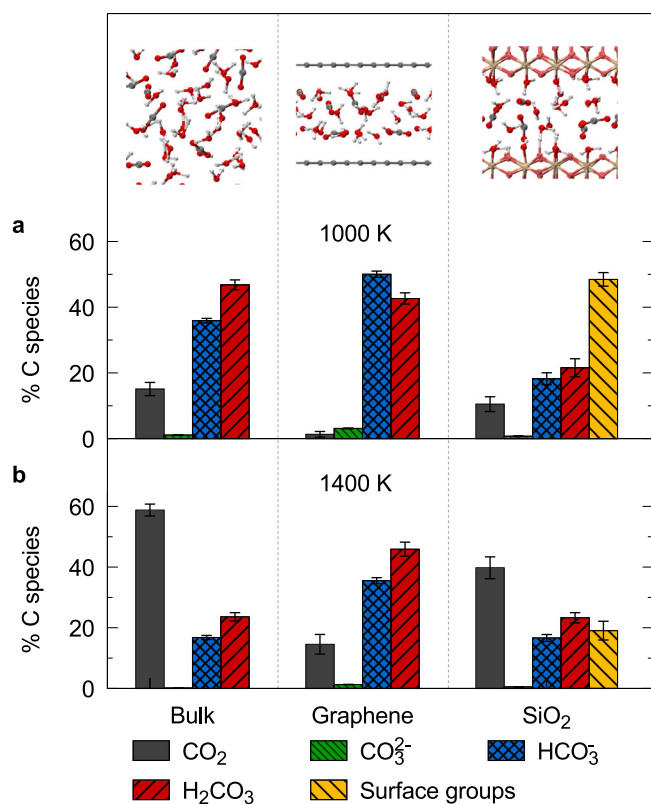 a
1000 K
60
40
20
0
% C species
b
1400 K
60
40
20
0
% C species
Bulk Graphene SiO₂
CO₂ CO₃²⁻ HCO₃⁻
H₂CO₃ Surface groups